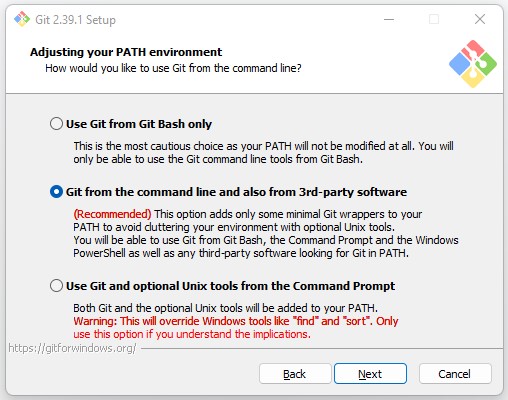 Git 2.39.1 Setup
Adjusting your PATH environment
How would you like to use Git from the command line?
Use Git from Git Bash only
This is the most cautious choice as your PATH will not be modified at all. You will
only be able to use the Git command line tools from Git Bash.
Git from the command line and also from 3rd-party software
(Recommended) This option adds only some minimal Git wrappers to your
PATH to avoid cluttering your environment with optional Unix tools.
You will be able to use Git from Git Bash, the Command Prompt and the Windows
PowerShell as well as any third-party software looking for Git in PATH.
Use Git and optional Unix tools from the Command Prompt
Both Git and the optional Unix tools will be added to your PATH.
Warning: This will override Windows tools like "find" and "sort". Only
use this option if you understand the implications.
https://gitforwindows.org/
Back Next Cancel